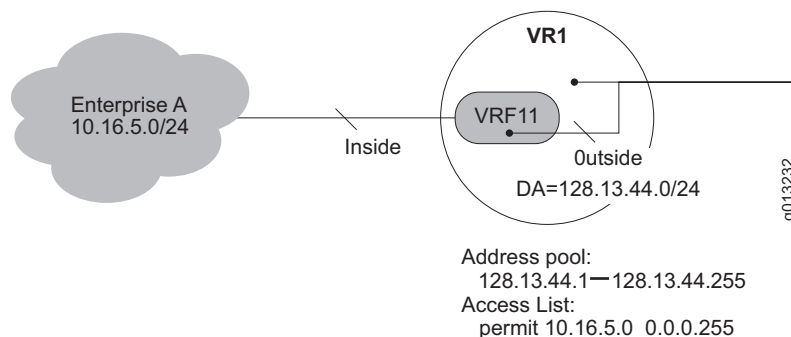 VR1
Enterprise A
10.16.5.0/24
VRF11
Inside
0utside
DA=128.13.44.0/24
g013232
Address pool:
128.13.44.1—128.13.44.255
Access List:
permit 10.16.5.0 0.0.0.255